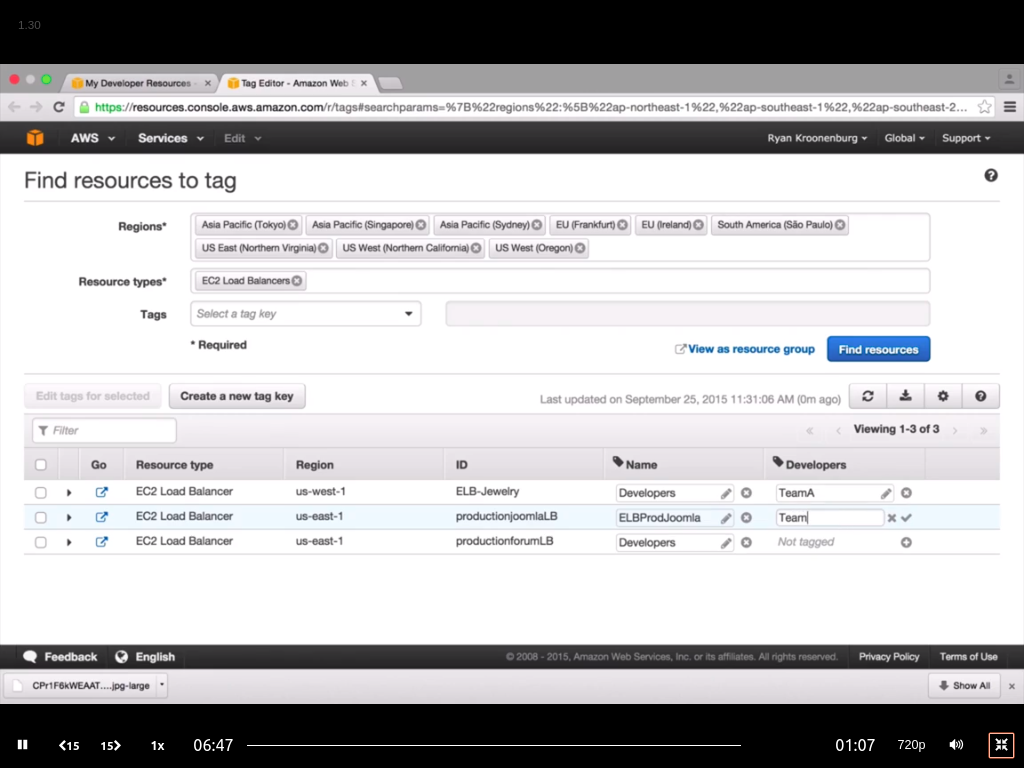 1.30
My Developer Resources -
Tag Editor - Amazon Web S
https://resources.console.aws.amazon.com/r/tags#searchparams=%7B%22regions%22:%5B%22ap-northeast-1%22,%22ap-southeast-1%22,%22ap-southeast-2...
AWS Services Edit Ryan Kroonenburg Global Support
Find resources to tag
Regions* Asia Pacific (Tokyo) Asia Pacific (Singapore) Asia Pacific (Sydney) EU (Frankfurt) EU (Ireland) South America (São Paulo)
US East (Northern Virginia) US West (Northern California) US West (Oregon)
Resource types* EC2 Load Balancers
Tags Select a tag key
* Required View as resource group Find resources
Edit tags for selected Create a new tag key Last updated on September 25, 2015 11:31:06 AM (0m ago)
Filter « ‹ Viewing 1-3 of 3 › »
Go Resource type Region ID Name Developers
EC2 Load Balancer us-west-1 ELB-Jewelry Developers TeamA
EC2 Load Balancer us-east-1 productionjoomlaLB ELBProdJoomla Team
EC2 Load Balancer us-east-1 productionforumLB Developers Not tagged
Feedback English © 2008 - 2015, Amazon Web Services, Inc. or its affiliates. All rights reserved. Privacy Policy Terms of Use
CPr1F6kWEAAT....jpg-large Show All
15 15 1x 06:47 01:07 720p